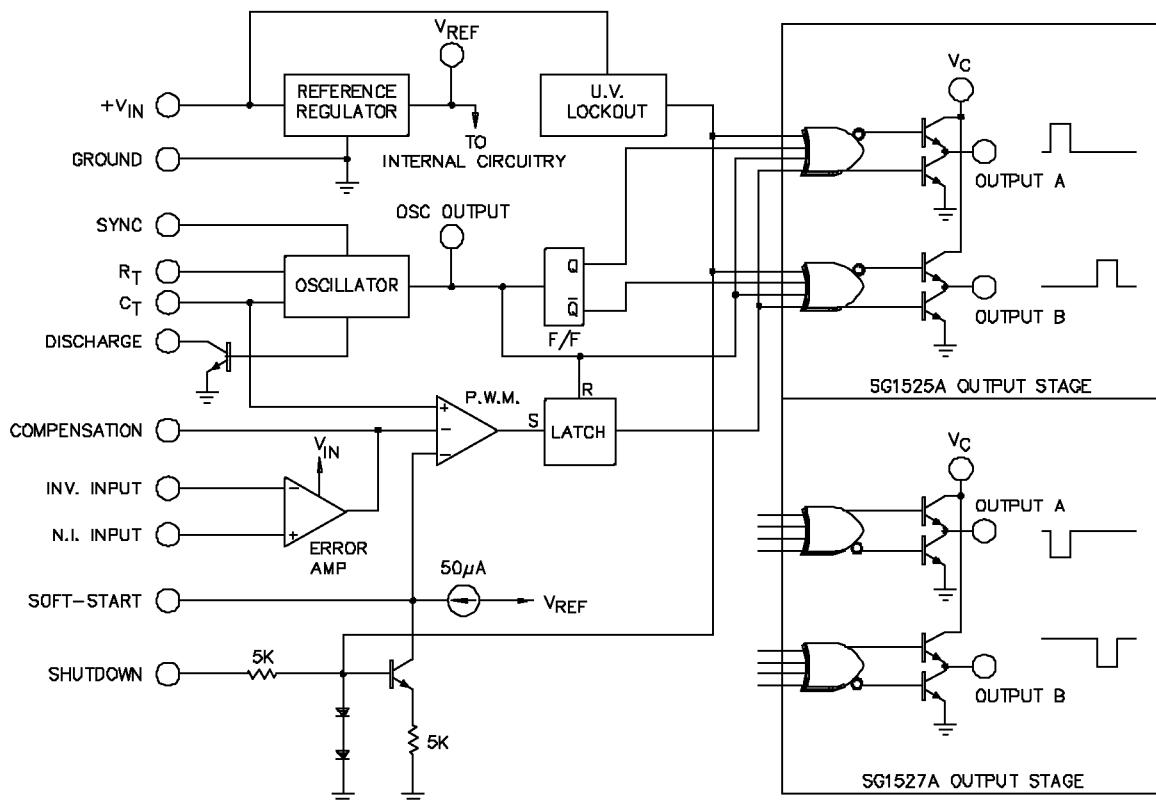 VREF
VC
+VIN
REFERENCE
REGULATOR
U.V.
LOCKOUT
TO
INTERNAL CIRCUITRY
GROUND
OUTPUT A
SYNC
OSC OUTPUT
RT
OSCILLATOR
Q
CT
Q̅
OUTPUT B
DISCHARGE
F/F
SG1525A OUTPUT STAGE
P.W.M.
R
+
COMPENSATION
−
S
LATCH
−
VIN
VC
INV. INPUT
−
OUTPUT A
N.I. INPUT
+
ERROR
AMP
50µA
SOFT-START
VREF
SHUTDOWN
5K
OUTPUT B
5K
SG1527A OUTPUT STAGE